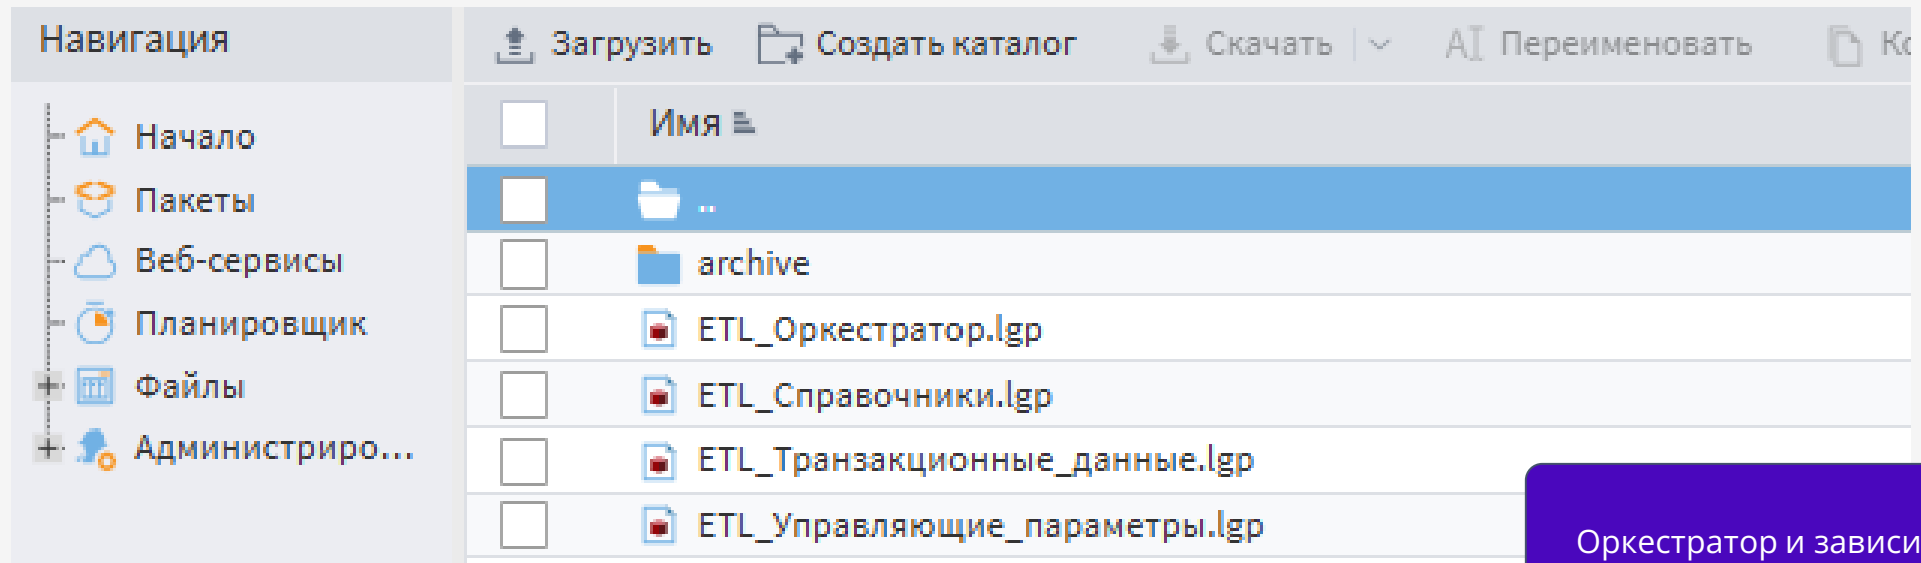 Навигация
Загрузить
Создать каталог
Скачать
Переименовать
Начало
Пакеты
Веб-сервисы
Планировщик
Файлы
Администриро...
Имя
..
archive
ETL_Оркестратор.lgp
ETL_Справочники.lgp
ETL_Транзакционные_данные.lgp
ETL_Управляющие_параметры.lgp
Оркестратор и